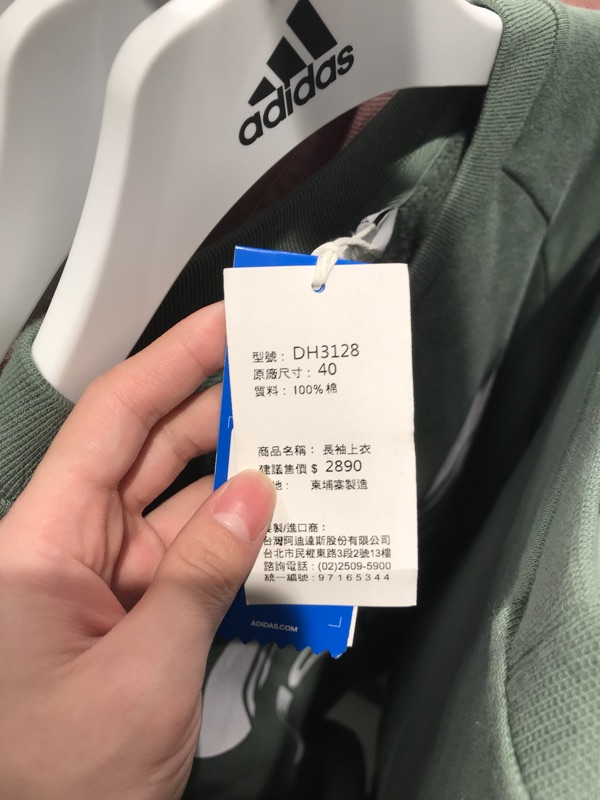 adidas
型號： DH3128
原廠尺寸： 40
質料： 100%棉
商品名稱： 長袖上衣
建議售價 $ 2890
地： 柬埔寨製造
製/進口商：
台灣阿迪達斯股份有限公司
台北市民權東路3段2號13樓
諮詢電話：(02)2509-5900
統一編號：97165344
ADIDAS.COM